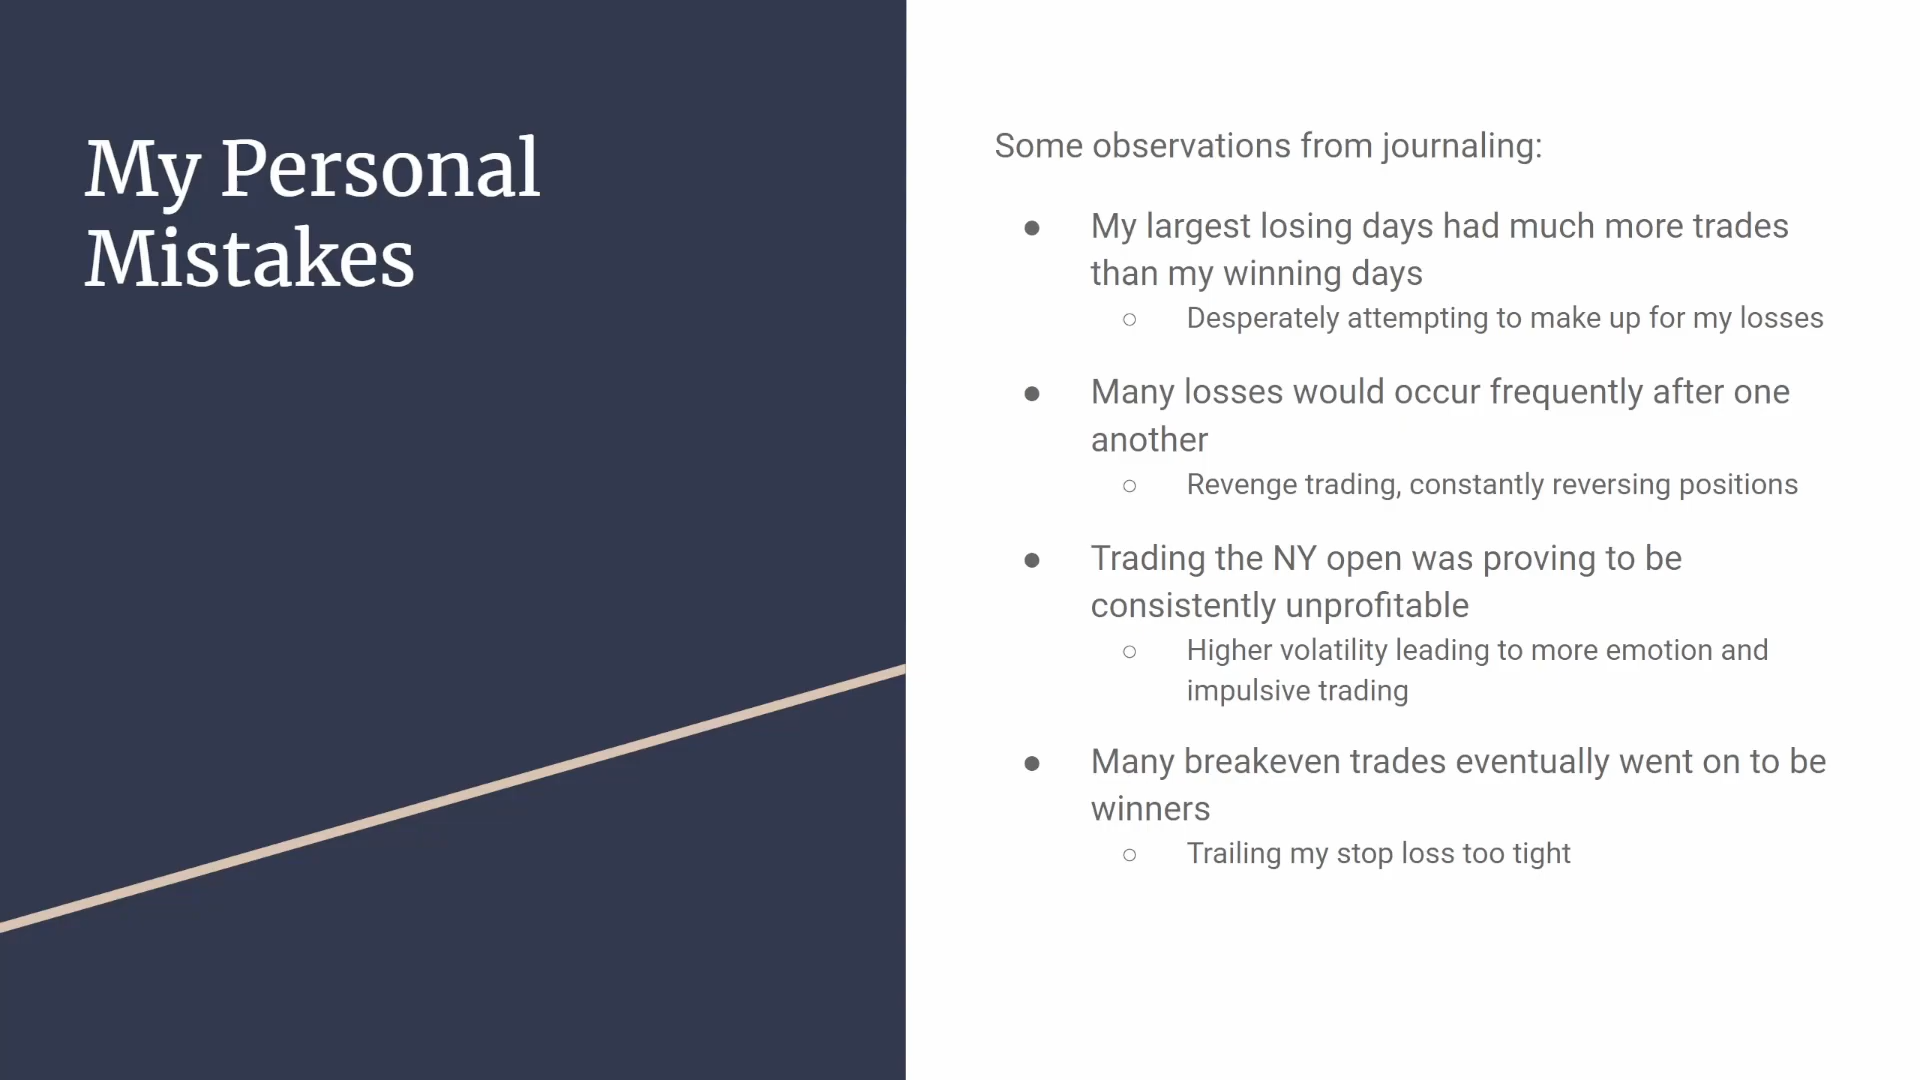 My Personal
Mistakes
Some observations from journaling:
● My largest losing days had much more trades
than my winning days
○ Desperately attempting to make up for my losses
● Many losses would occur frequently after one
another
○ Revenge trading, constantly reversing positions
● Trading the NY open was proving to be
consistently unprofitable
○ Higher volatility leading to more emotion and
impulsive trading
● Many breakeven trades eventually went on to be
winners
○ Trailing my stop loss too tight